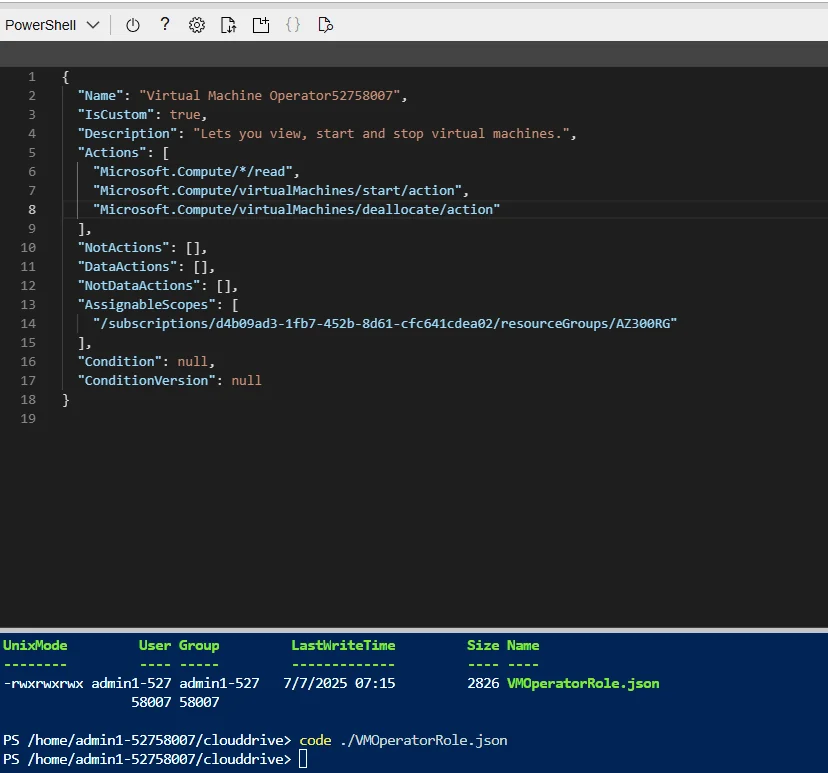 PowerShell
1 {
2 "Name": "Virtual Machine Operator52758007",
3 "IsCustom": true,
4 "Description": "Lets you view, start and stop virtual machines.",
5 "Actions": [
6 "Microsoft.Compute/*/read",
7 "Microsoft.Compute/virtualMachines/start/action",
8 "Microsoft.Compute/virtualMachines/deallocate/action"
9 ],
10 "NotActions": [],
11 "DataActions": [],
12 "NotDataActions": [],
13 "AssignableScopes": [
14 "/subscriptions/d4b09ad3-1fb7-452b-8d61-cfc641cdea02/resourceGroups/AZ300RG"
15 ],
16 "Condition": null,
17 "ConditionVersion": null
18 }
19
UnixMode User Group LastWriteTime Size Name
-------- ---- ----- ------------- ---- ----
-rwxrwxrwx admin1-527 admin1-527 7/7/2025 07:15 2826 VMOperatorRole.json
58007 58007
PS /home/admin1-52758007/clouddrive> code ./VMOperatorRole.json
PS /home/admin1-52758007/clouddrive>